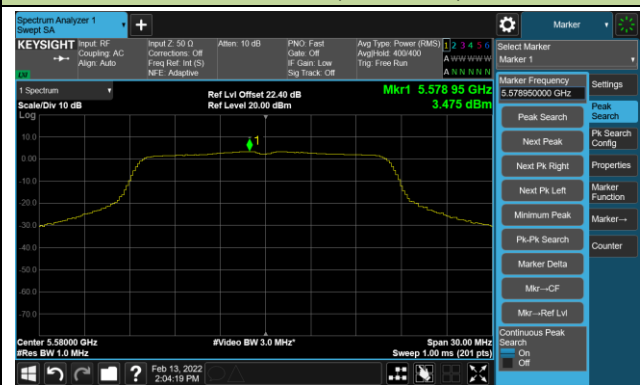 Spectrum Analyzer 1
Swept SA
+
Marker
KEYSIGHT
Input: RF
Coupling: AC
Align: Auto
Input Z: 50 Ω
Corrections: Off
Freq Ref: Int (S)
NFE: Adaptive
Atten: 10 dB
PNO: Fast
Gate: Off
IF Gain: Low
Sig Track: Off
Avg Type: Power (RMS)
Avg|Hold: 400/400
Trig: Free Run
1 2 3 4 5 6
A W W W W W
A N N N N N
Select Marker
Marker 1
1 Spectrum
Scale/Div 10 dB
Ref Lvl Offset 22.40 dB
Ref Level 20.00 dBm
Mkr1 5.578 95 GHz
3.475 dBm
Log
10.0
0.00
-10.0
-20.0
-30.0
-40.0
-50.0
-60.0
-70.0
1
Center 5.58000 GHz
#Res BW 1.0 MHz
#Video BW 3.0 MHz*
Span 30.00 MHz
Sweep 1.00 ms (201 pts)
Marker Frequency
5.578950000 GHz
Peak Search
Next Peak
Next Pk Right
Next Pk Left
Minimum Peak
Pk-Pk Search
Marker Delta
Mkr→CF
Mkr→Ref Lvl
Continuous Peak
Search
On
Off
Settings
Peak
Search
Pk Search
Config
Properties
Marker
Function
Marker→
Counter
?
Feb 13, 2022
2:04:19 PM